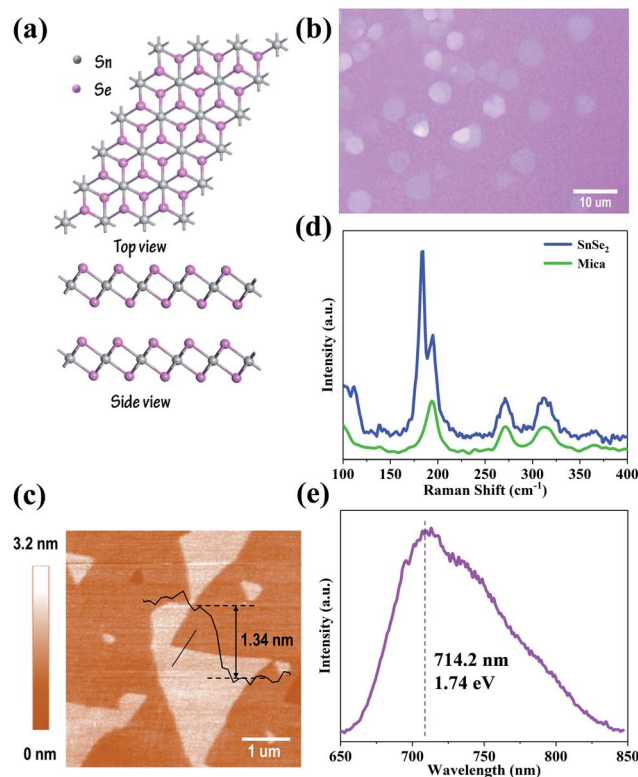 (a)
Sn
Se
Top view
Side view
(b)
10 um
(d)
SnSe₂
Mica
Intensity (a.u.)
100 150 200 250 300 350 400
Raman Shift (cm⁻¹)
(c)
3.2 nm
0 nm
1.34 nm
1 um
(e)
Intensity (a.u.)
714.2 nm
1.74 eV
650 700 750 800 850
Wavelength (nm)